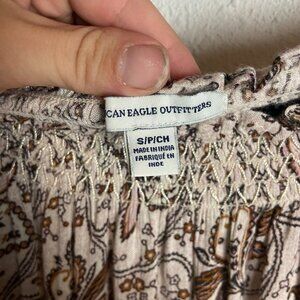 CAN EAGLE OUTFITTERS
S/P/CH
MADE IN INDIA
FABRIQUÉ EN
INDE